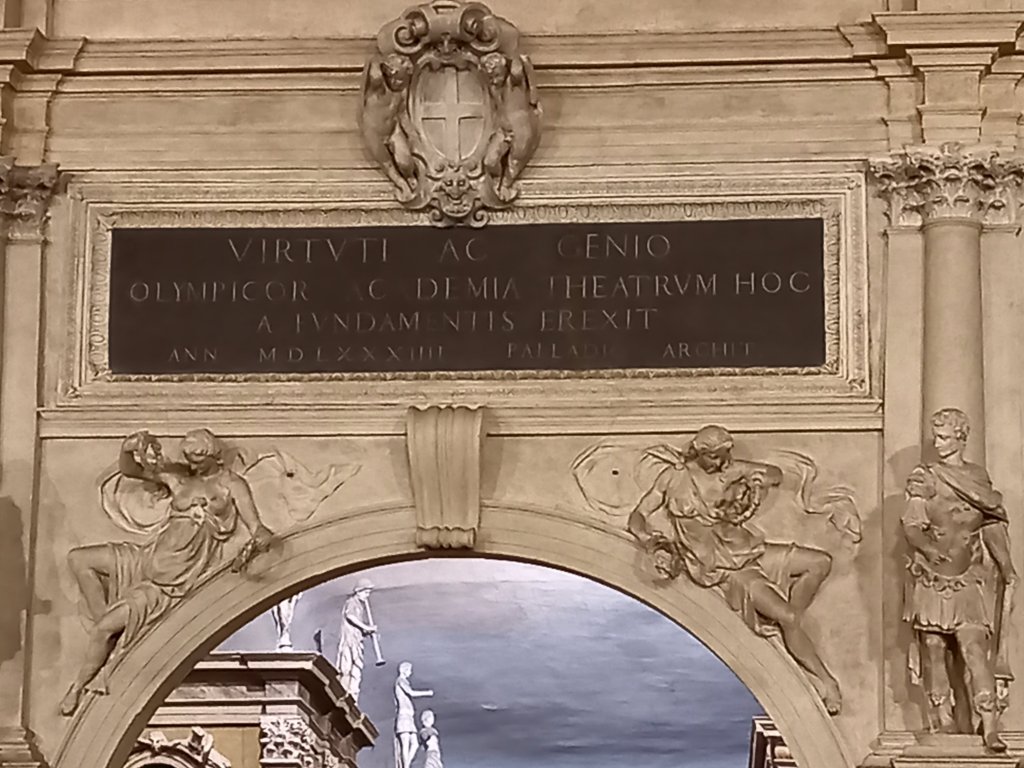 VIRTVTI AC GENIO
OLYMPICOR ACADEMIA THEATRVM HOC
A FVNDAMENTIS EREXIT
ANN MDLXXXIIII PALLADIO ARCHIT